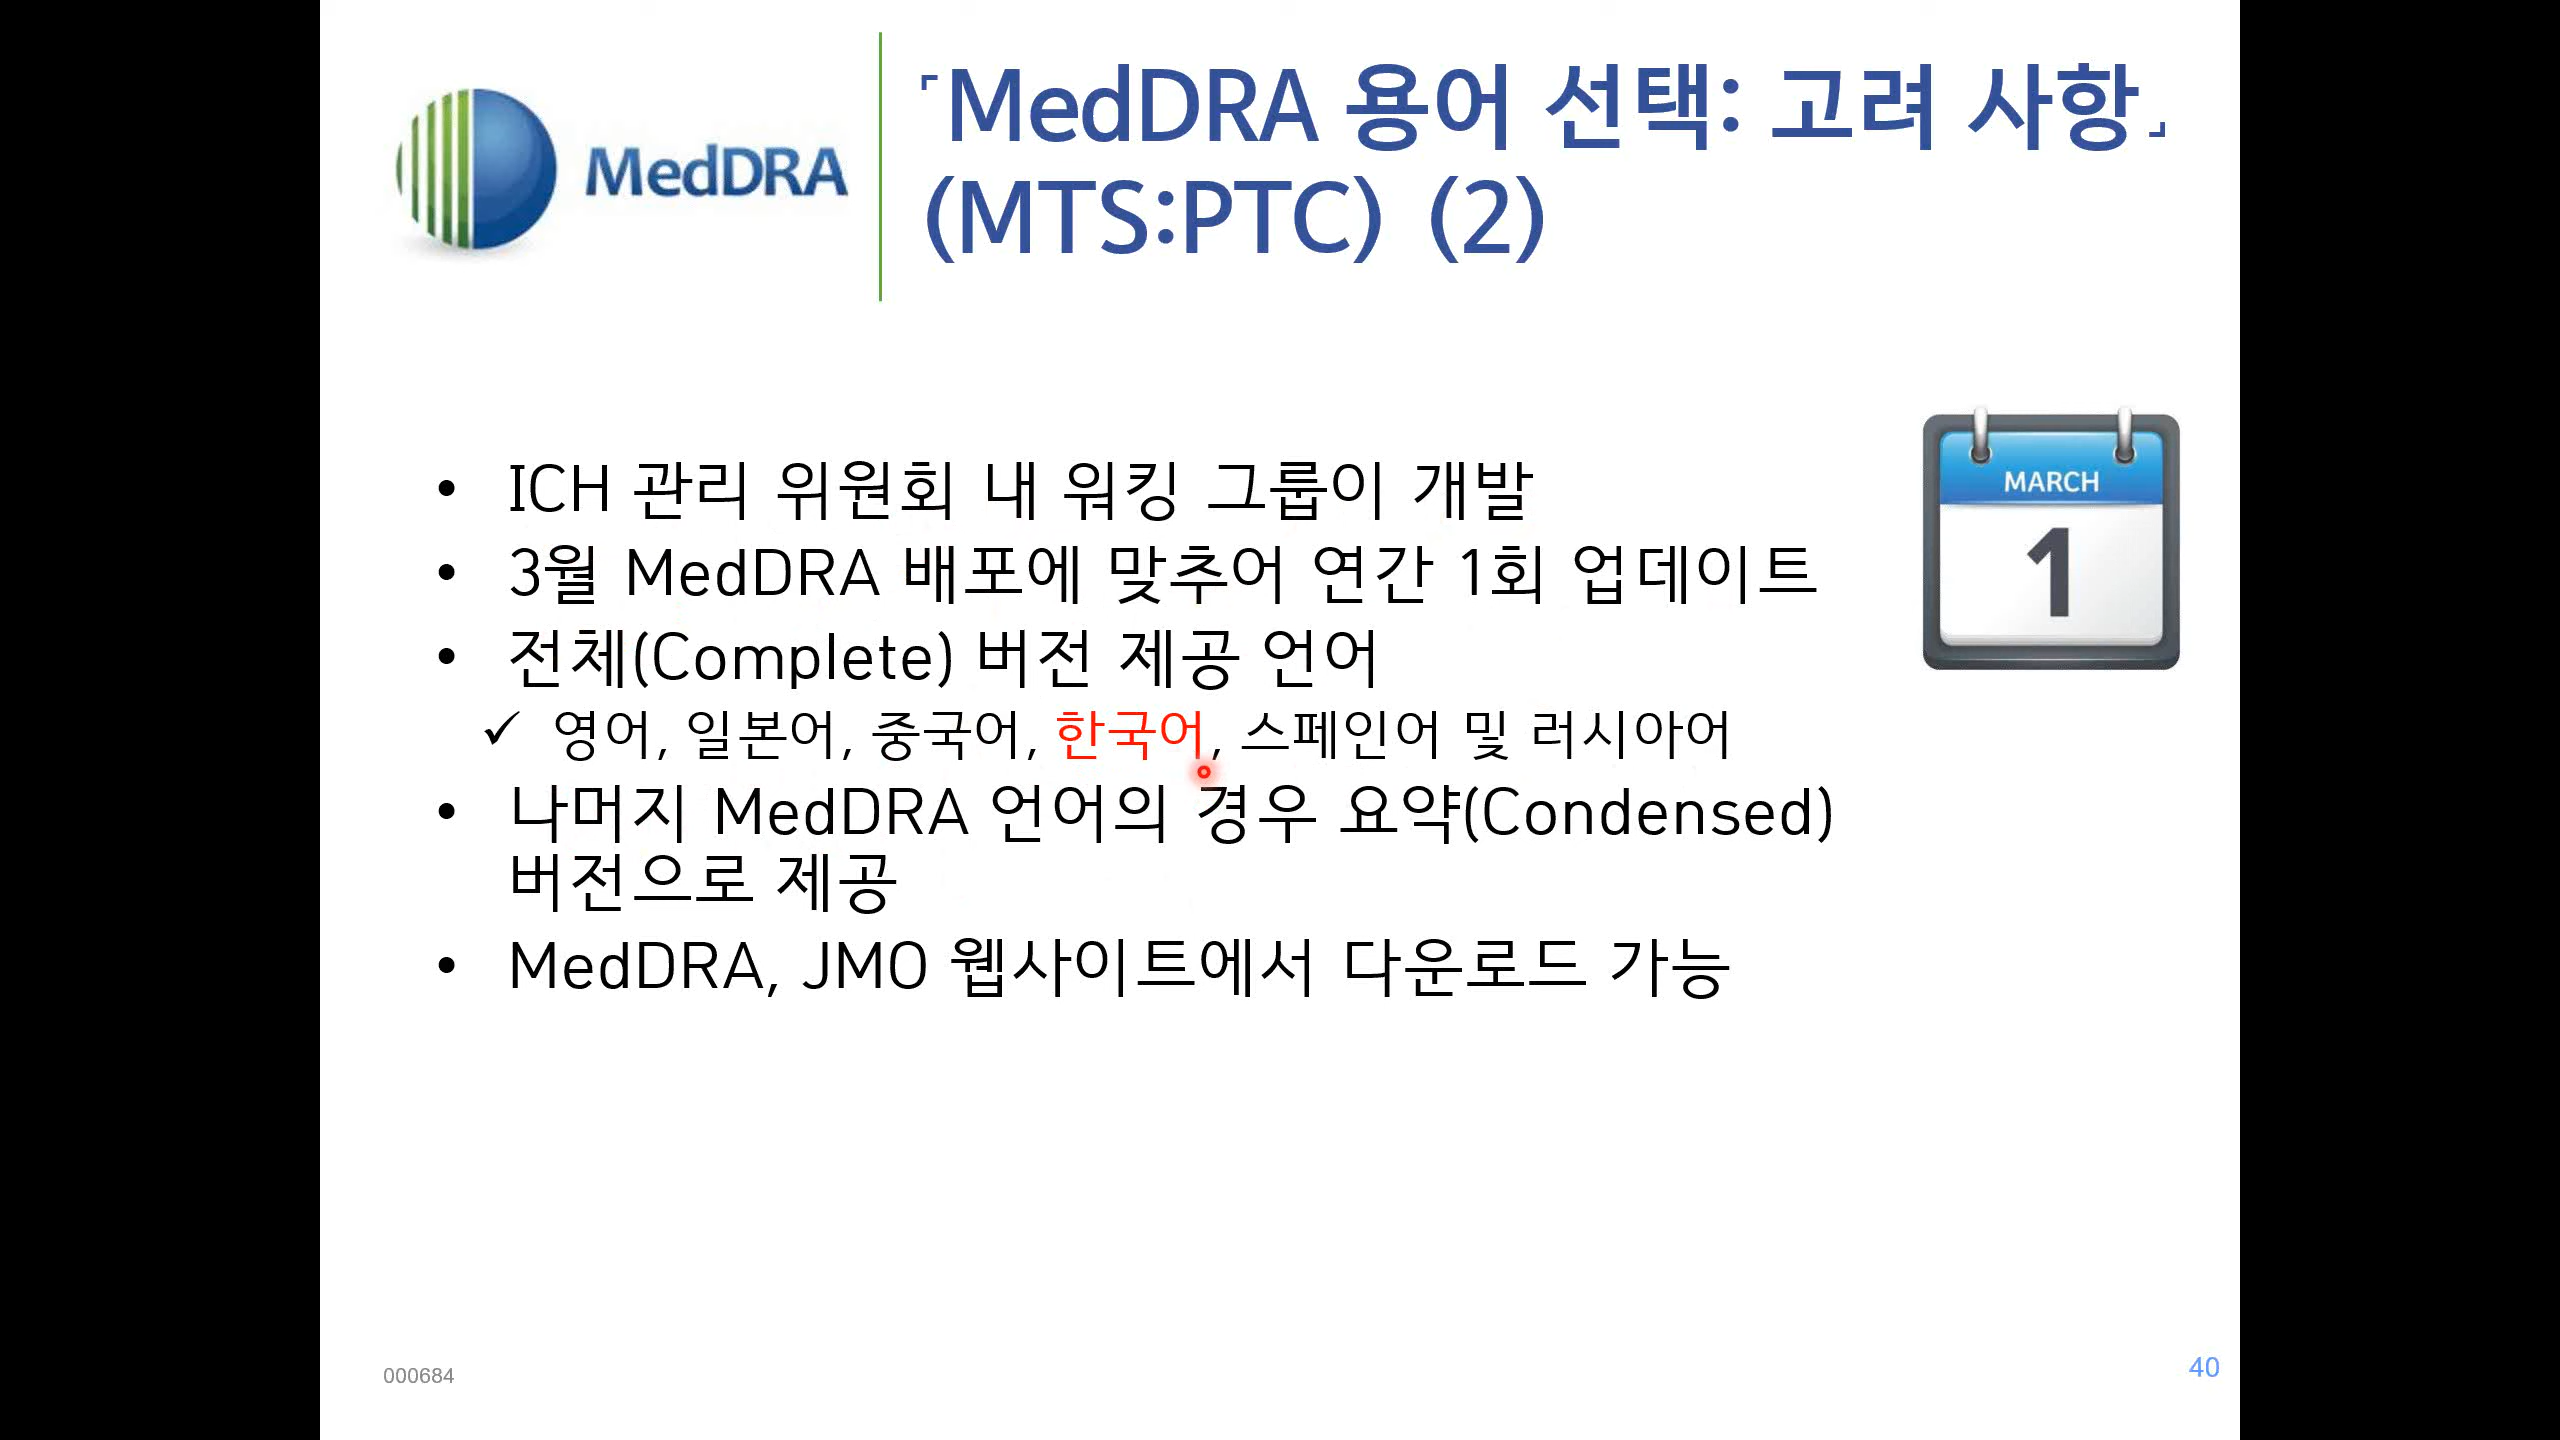 MedDRA
「MedDRA 용어 선택: 고려 사항」
(MTS:PTC) (2)
• ICH 관리 위원회 내 워킹 그룹이 개발
• 3월 MedDRA 배포에 맞추어 연간 1회 업데이트
• 전체(Complete) 버전 제공 언어
✓ 영어, 일본어, 중국어, 한국어, 스페인어 및 러시아어
• 나머지 MedDRA 언어의 경우 요약(Condensed)
버전으로 제공
• MedDRA, JMO 웹사이트에서 다운로드 가능
MARCH
1
000684
40